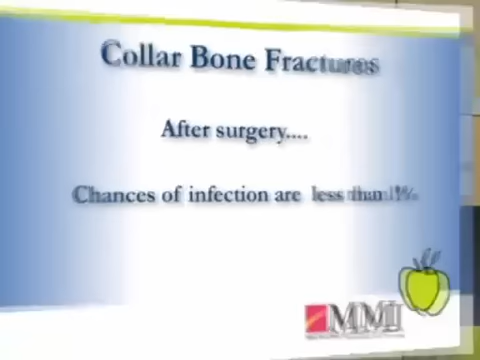 Collar Bone Fractures
After surgery....
Chances of infection are less than 1%
MMI